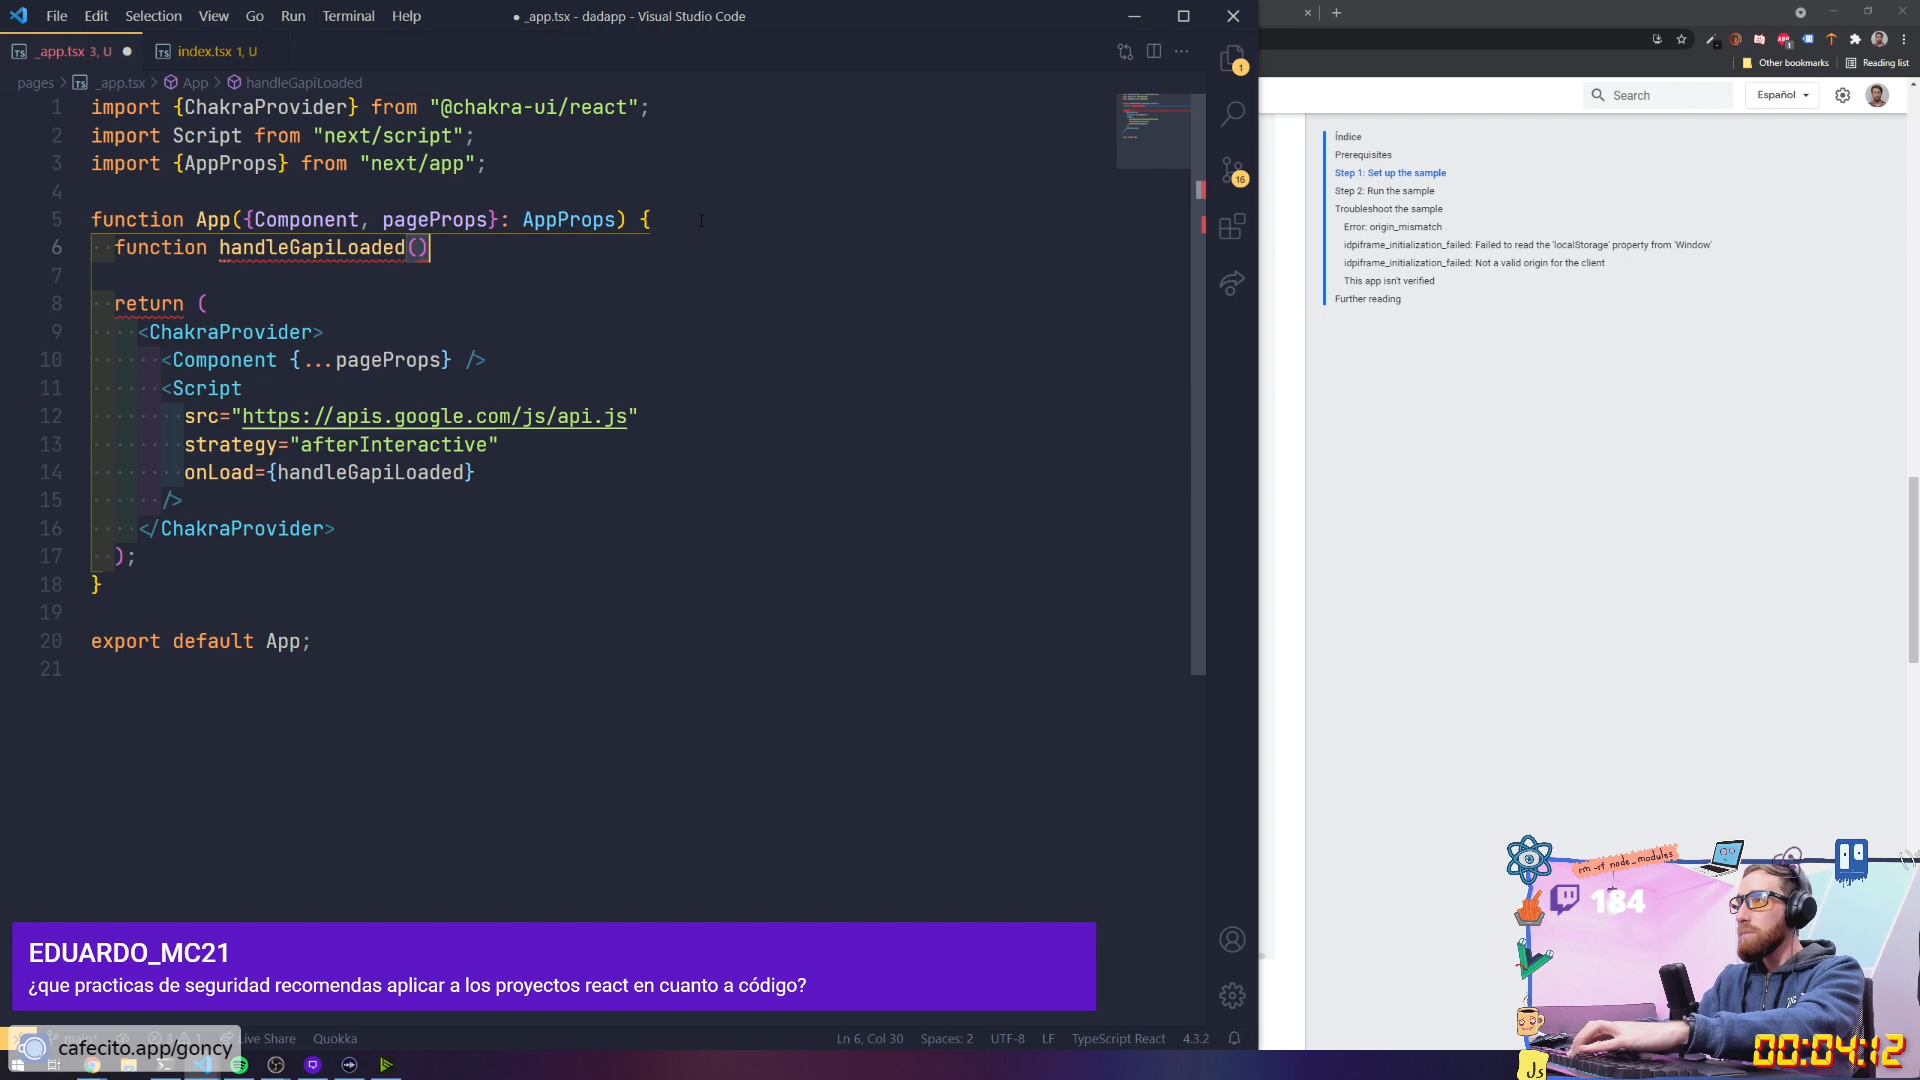 File Edit Selection View Go Run Terminal Help
● _app.tsx - dadapp - Visual Studio Code
_app.tsx 3, U ●
index.tsx 1, U
pages > _app.tsx > App > handleGapiLoaded
1 import {ChakraProvider} from "@chakra-ui/react";
2 import Script from "next/script";
3 import {AppProps} from "next/app";
4
5 function App({Component, pageProps}: AppProps) {
6 function handleGapiLoaded()
7
8 return (
9 <ChakraProvider>
10 <Component {...pageProps} />
11 <Script
12 src="https://apis.google.com/js/api.js"
13 strategy="afterInteractive"
14 onLoad={handleGapiLoaded}
15 />
16 </ChakraProvider>
17 );
18 }
19
20 export default App;
21
1
16
Other bookmarks
Reading list
Search
Español
Índice
Prerequisites
Step 1: Set up the sample
Step 2: Run the sample
Troubleshoot the sample
Error: origin_mismatch
idpiframe_initialization_failed: Failed to read the 'localStorage' property from 'Window'
idpiframe_initialization_failed: Not a valid origin for the client
This app isn't verified
Further reading
rm -rf node_modules
184
Js
00:04:12
EDUARDO_MC21
¿que practicas de seguridad recomendas aplicar a los proyectos react en cuanto a código?
cafecito.app/goncy
Live Share
Quokka
Ln 6, Col 30
Spaces: 2
UTF-8
LF
TypeScript React
4.3.2